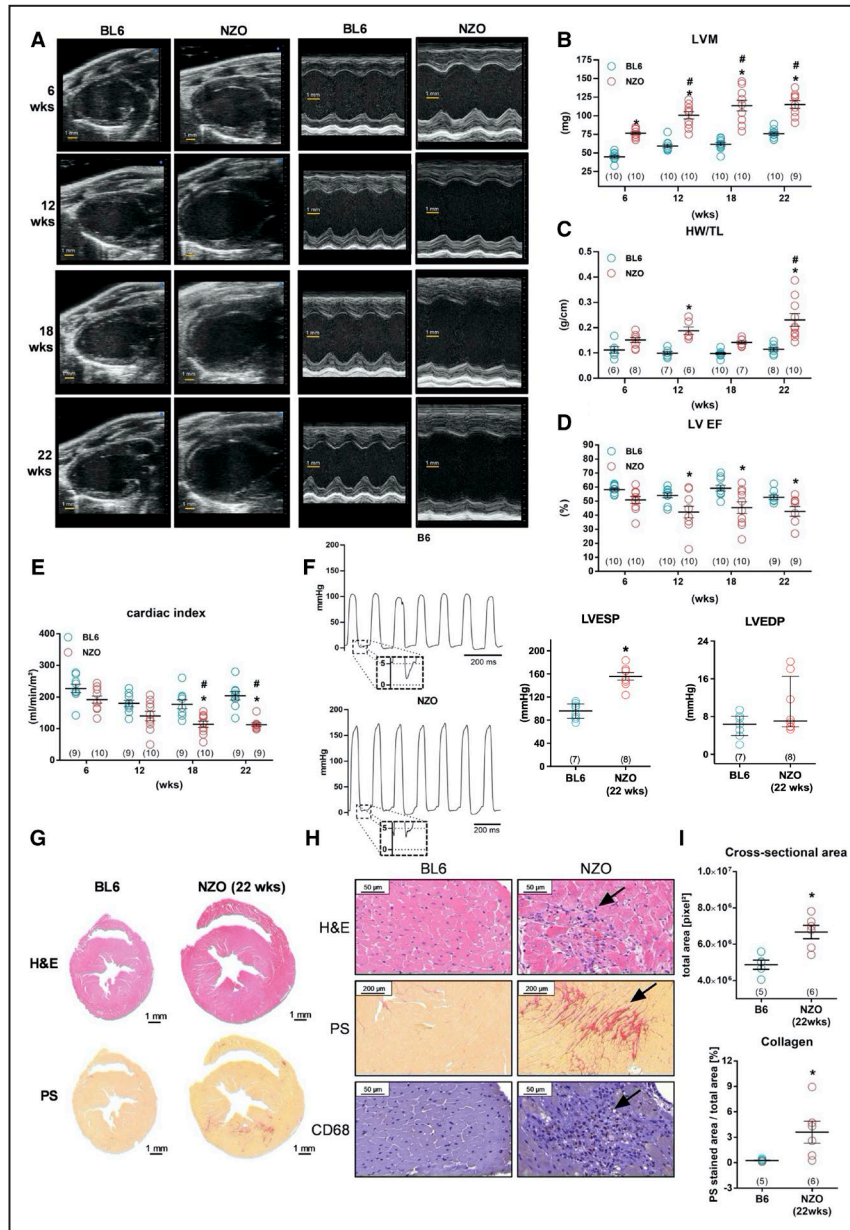 A
BL6
NZO
BL6
NZO
6
wks
1 mm
1 mm
1 mm
1 mm
12
wks
1 mm
1 mm
1 mm
1 mm
18
wks
1 mm
1 mm
1 mm
1 mm
22
wks
1 mm
1 mm
1 mm
1 mm
B
LVM
BL6
NZO
175
150
125
100
75
50
25
(mg)
*
#
*
#
*
#
*
(10) (10) (10) (10) (10) (10) (10) (9)
6 12 18 22
(wks)
C
HW/TL
BL6
NZO
0.5
0.4
0.3
0.2
0.1
0.0
(g/cm)
*
#
*
(6) (8) (7) (6) (10) (7) (8) (10)
6 12 18 22
(wks)
D
LV EF
BL6
NZO
90
80
70
60
50
40
30
20
10
0
(%)
* * *
(10) (10) (10) (10) (10) (10) (9) (9)
6 12 18 22
(wks)
E
cardiac index
BL6
NZO
400
300
200
100
0
(ml/min/m²)
#
*
#
*
(9) (10) (9) (10) (9) (10) (9) (9)
6 12 18 22
(wks)
F
B6
200
150
100
50
0
mmHg
5
0
200 ms
NZO
200
150
100
50
0
mmHg
5
0
200 ms
LVESP
200
160
120
80
40
0
(mmHg)
*
(7) (8)
BL6 NZO
(22 wks)
LVEDP
24
16
8
0
(mmHg)
(7) (8)
BL6 NZO
(22 wks)
G
BL6 NZO (22 wks)
H&E
1 mm 1 mm
PS
1 mm 1 mm
H
BL6 NZO
H&E
50 µm 50 µm
PS
200 µm 200 µm
CD68
50 µm 50 µm
I
Cross-sectional area
1.0×10⁷
8.0×10⁶
6.0×10⁶
4.0×10⁶
total area [pixel²]
*
(5) (6)
B6 NZO
(22wks)
Collagen
12
9
6
3
0
-3
PS stained area / total area [%]
*
(5) (6)
B6 NZO
(22wks)